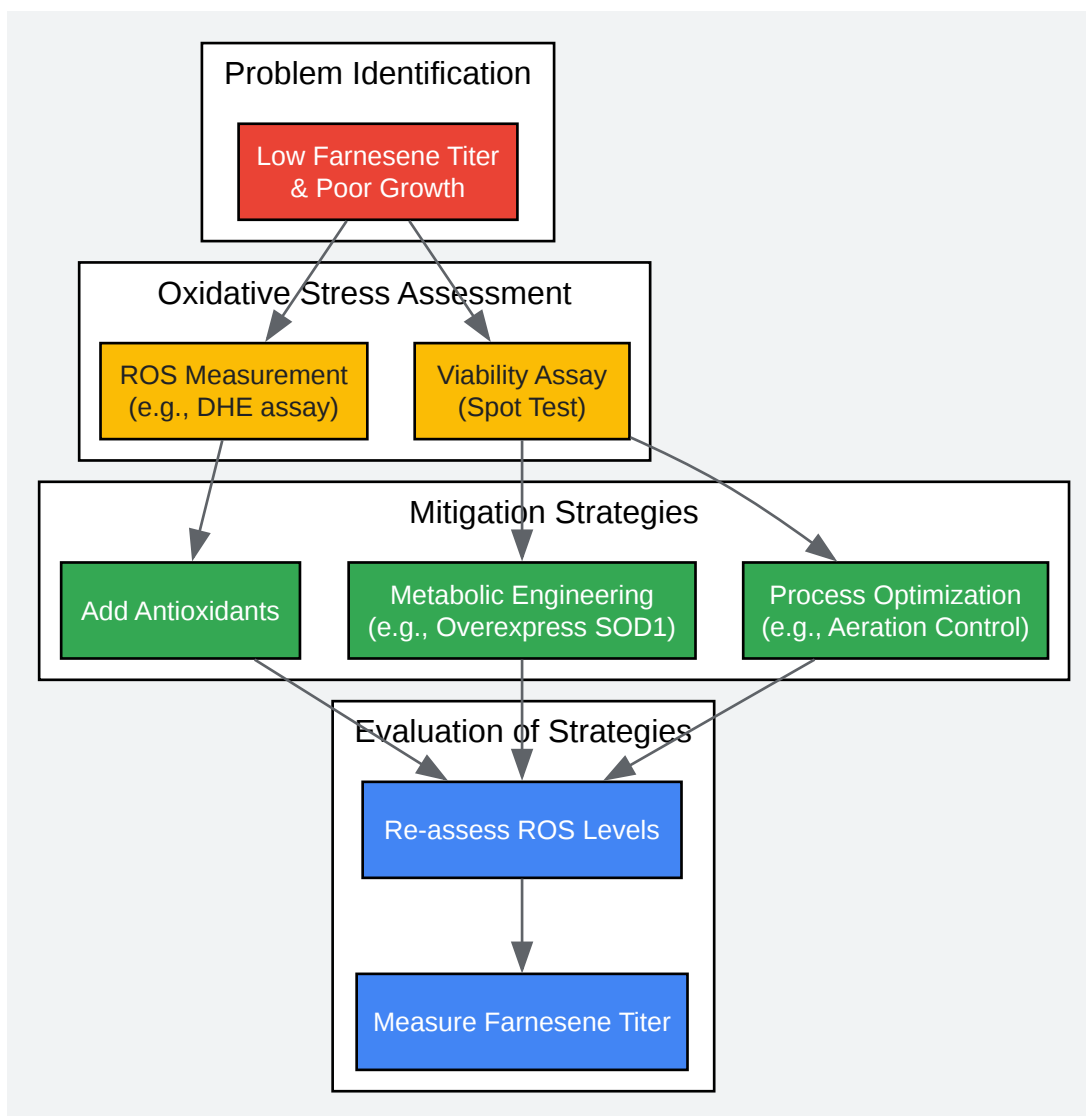 Problem Identification
Low Farnesene Titer
& Poor Growth
Oxidative Stress Assessment
ROS Measurement
(e.g., DHE assay)
Viability Assay
(Spot Test)
Mitigation Strategies
Add Antioxidants
Metabolic Engineering
(e.g., Overexpress SOD1)
Process Optimization
(e.g., Aeration Control)
Evaluation of Strategies
Re-assess ROS Levels
Measure Farnesene Titer